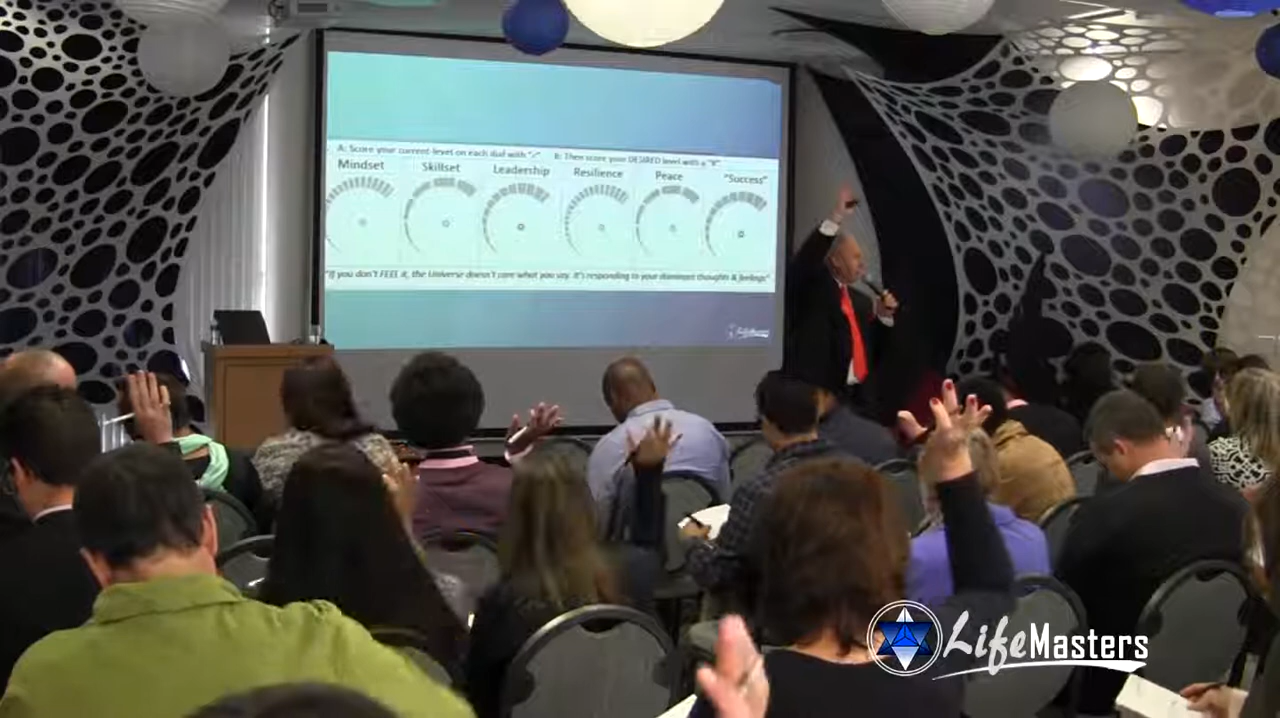 A: Score your current level on each dial with "✓" B: Then score your DESIRED level with a "X"
Mindset Skillset Leadership Resilience Peace "Success"
"If you don't FEEL it, the Universe doesn't care what you say. It's responding to your dominant thoughts & feelings"
LifeMasters
LifeMasters